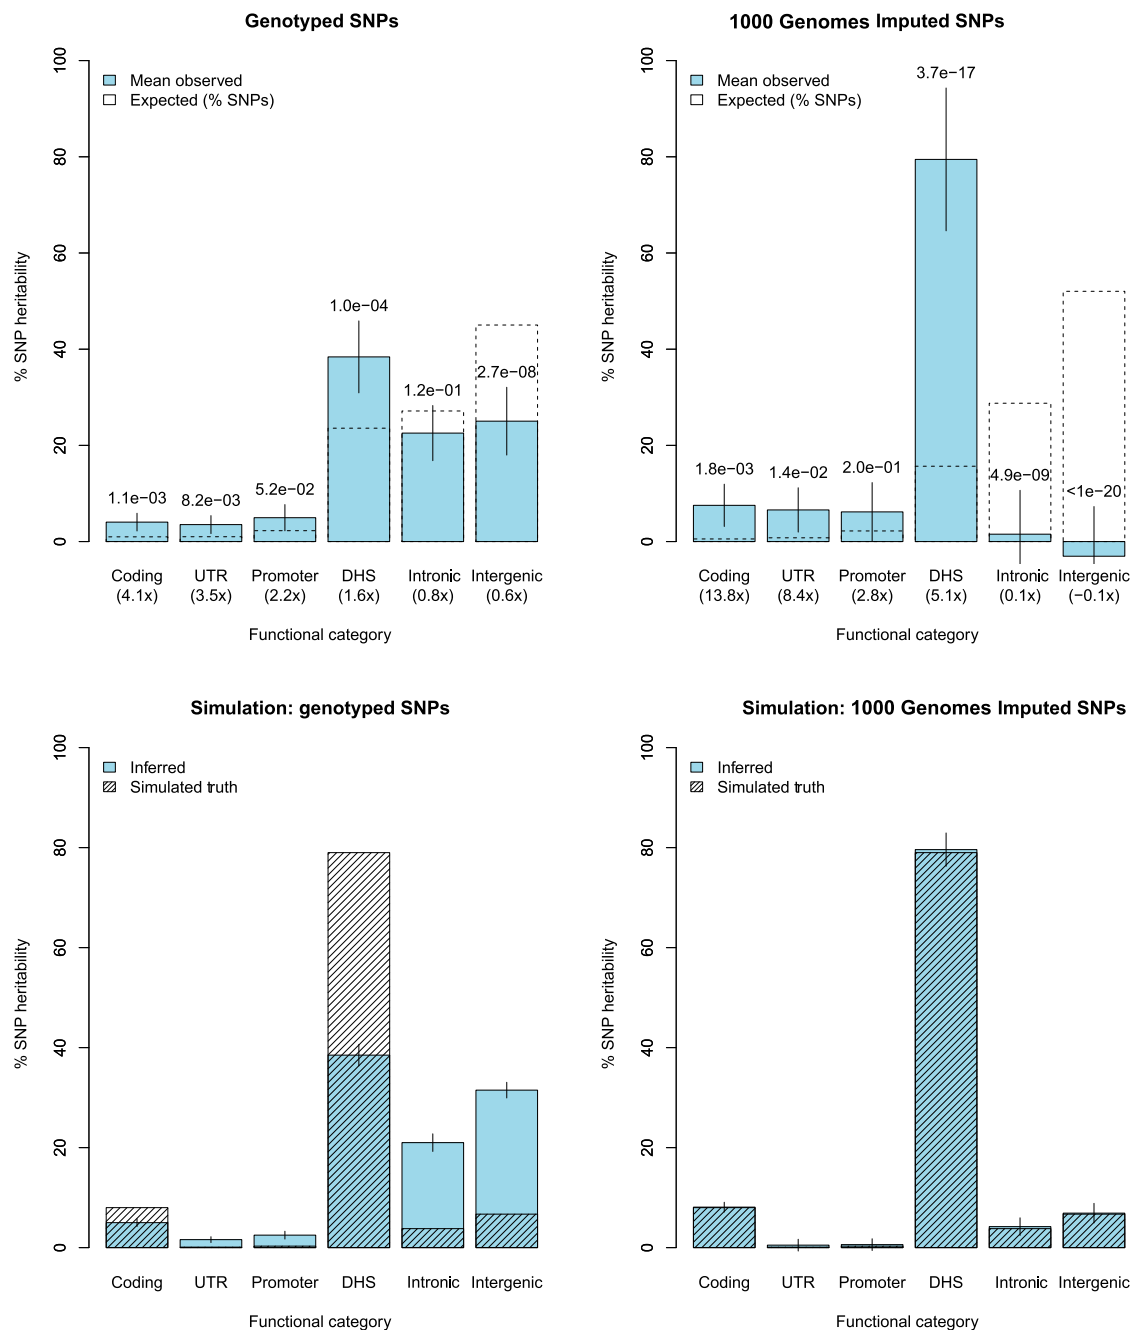 Genotyped SNPs
% SNP heritability
100
80
60
40
20
0
Mean observed
Expected (% SNPs)
1.1e−03
8.2e−03
5.2e−02
1.0e−04
1.2e−01
2.7e−08
Coding UTR Promoter DHS Intronic Intergenic
(4.1x) (3.5x) (2.2x) (1.6x) (0.8x) (0.6x)
Functional category
1000 Genomes Imputed SNPs
% SNP heritability
100
80
60
40
20
0
Mean observed
Expected (% SNPs)
1.8e−03
1.4e−02
2.0e−01
3.7e−17
4.9e−09
<1e−20
Coding UTR Promoter DHS Intronic Intergenic
(13.8x) (8.4x) (2.8x) (5.1x) (0.1x) (−0.1x)
Functional category
Simulation: genotyped SNPs
% SNP heritability
100
80
60
40
20
0
Inferred
Simulated truth
Coding UTR Promoter DHS Intronic Intergenic
Functional category
Simulation: 1000 Genomes Imputed SNPs
% SNP heritability
100
80
60
40
20
0
Inferred
Simulated truth
Coding UTR Promoter DHS Intronic Intergenic
Functional category